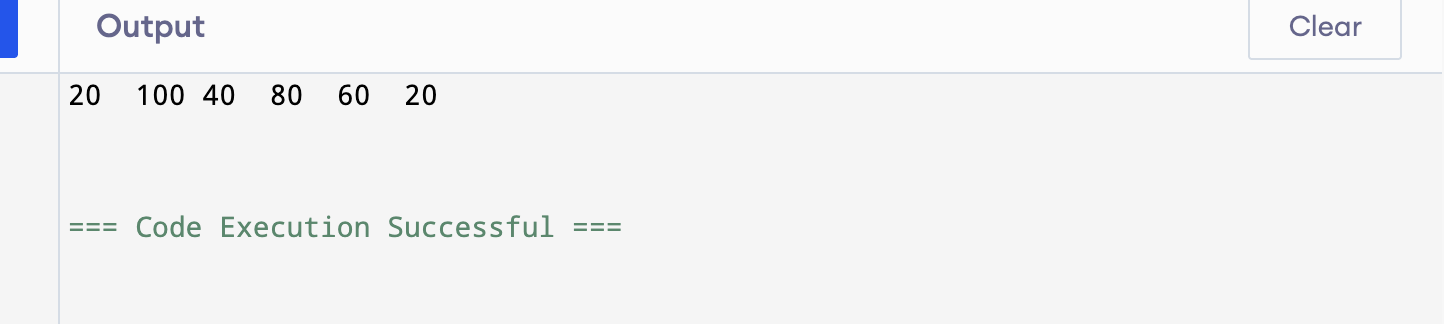 Output
Clear
20  100 40  80  60  20
=== Code Execution Successful ===